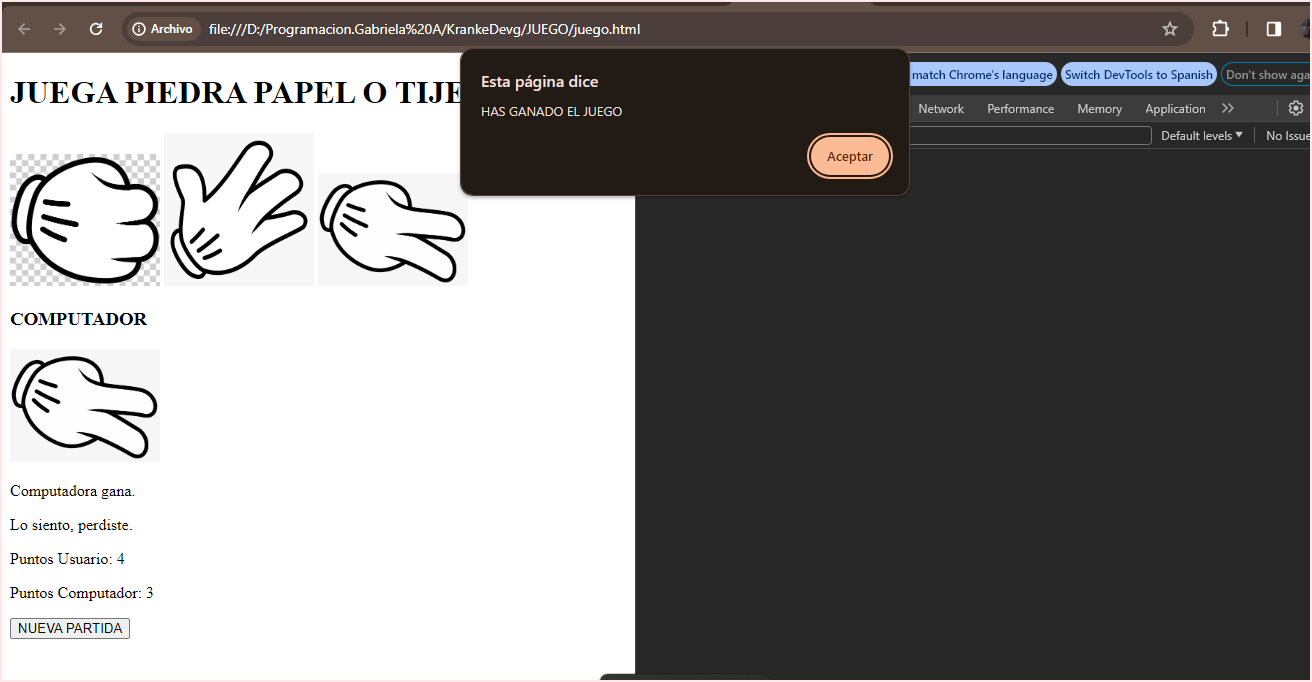 Archivo
file:///D:/Programacion.Gabriela%20A/KrankeDevg/JUEGO/juego.html
JUEGA PIEDRA PAPEL O TIJE
Esta página dice
HAS GANADO EL JUEGO
Aceptar
match Chrome's language
Switch DevTools to Spanish
Don't show aga
Network
Performance
Memory
Application
Default levels
No Issue
COMPUTADOR
Computadora gana.
Lo siento, perdiste.
Puntos Usuario: 4
Puntos Computador: 3
NUEVA PARTIDA